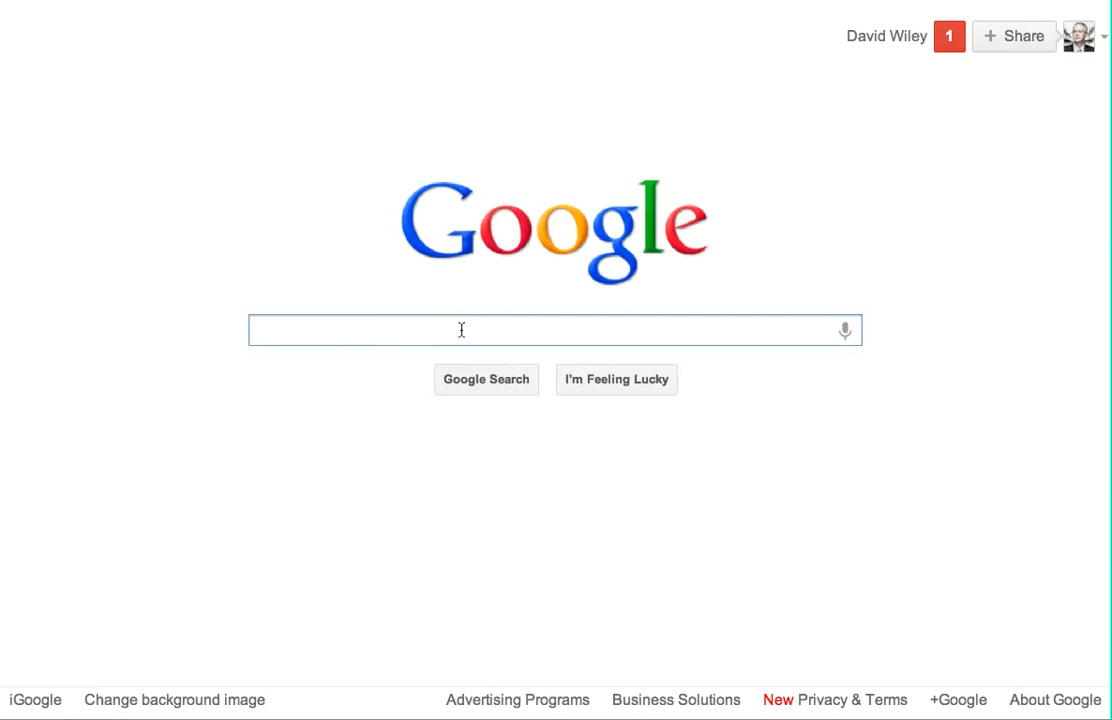 David Wiley 1 + Share
Google
Google Search I'm Feeling Lucky
iGoogle Change background image Advertising Programs Business Solutions New Privacy & Terms +Google About Google